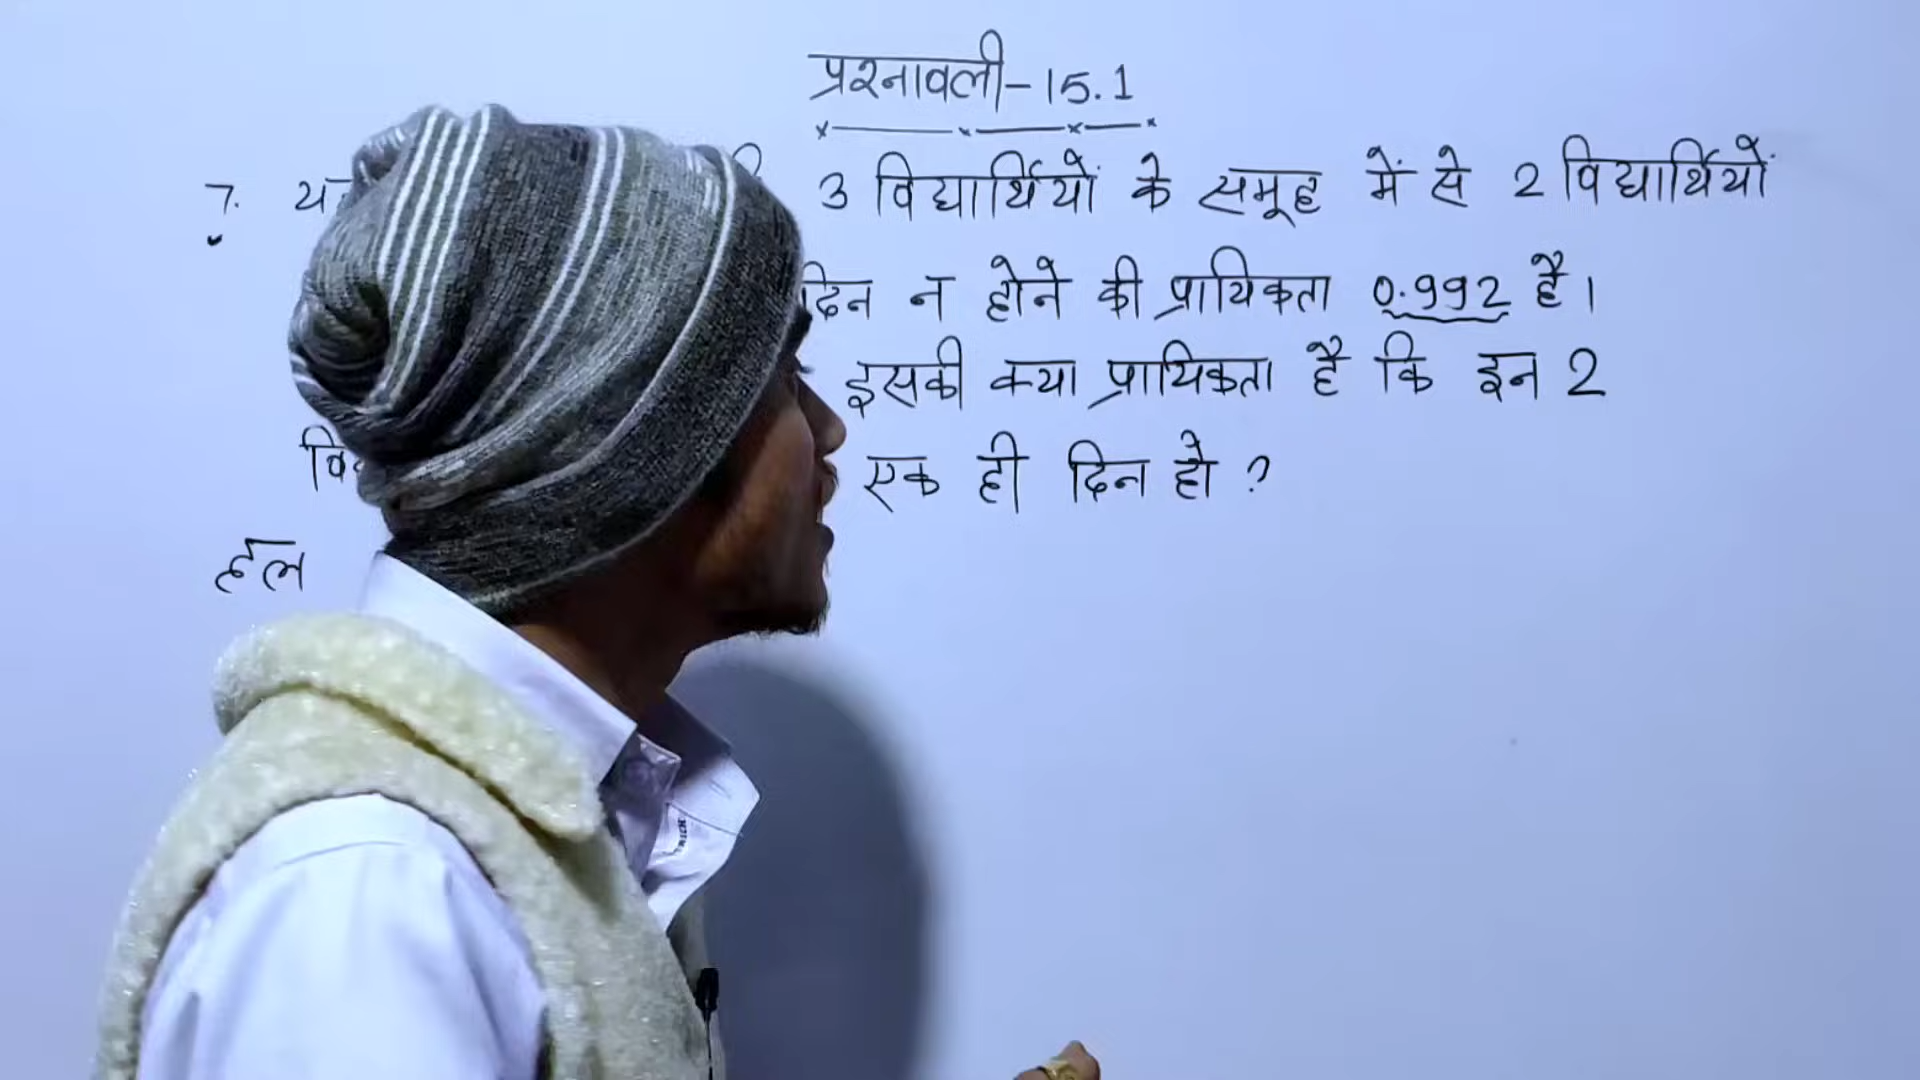 प्रश्नावली-15.1
7. 3 विद्यार्थियों के समूह में से 2 विद्यार्थियों
दिन न होने की प्रायिकता 0.992 है।
इसकी क्या प्रायिकता है कि इन 2
एक ही दिन हो ?
हल